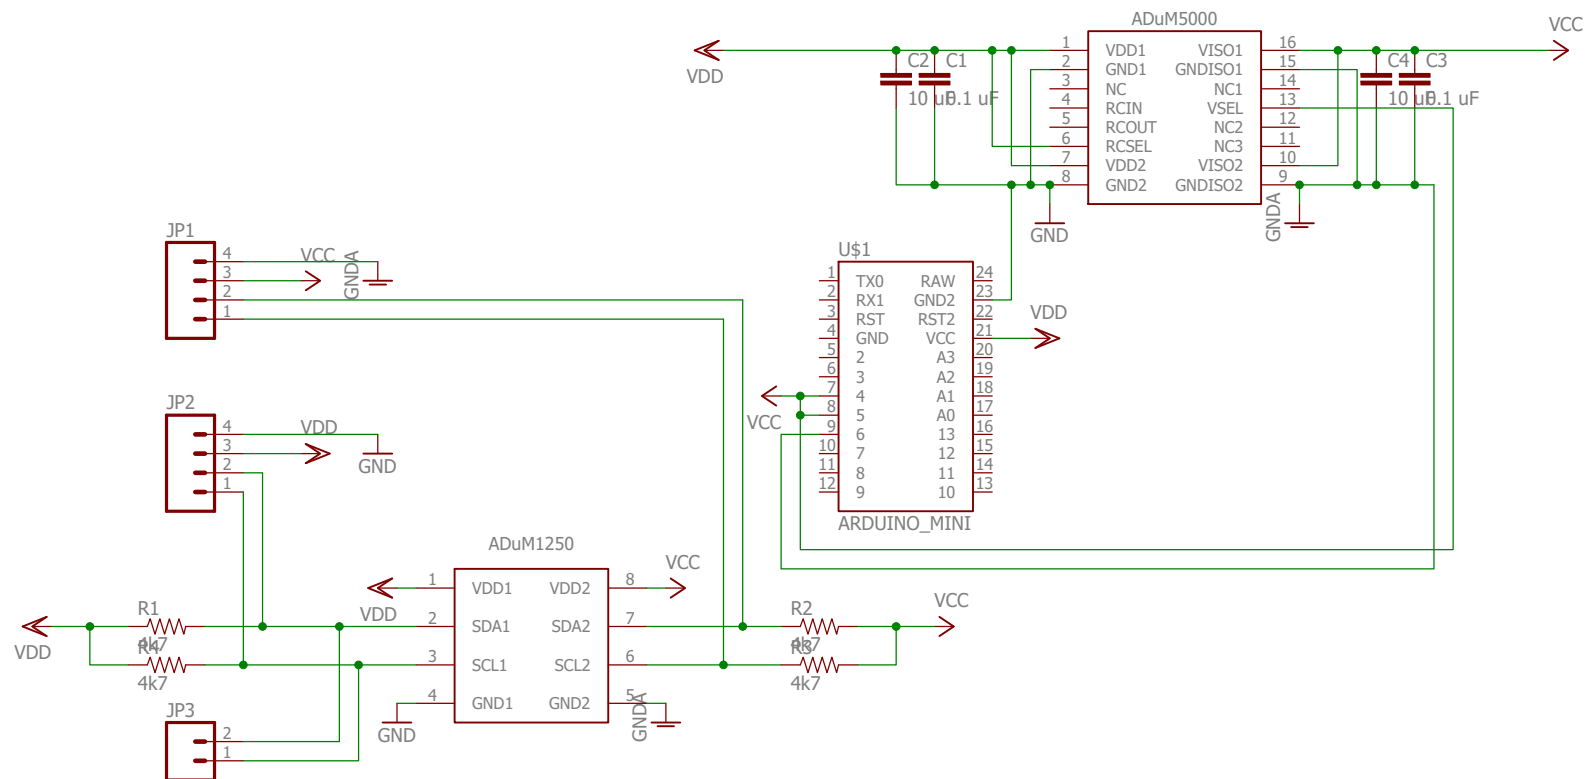 ADuM5000
VDD
VCC
C2
C1
10 uF
0.1 uF
1 VDD1 VISO1 16
2 GND1 GNDISO1 15
3 NC NC1 14
4 RCIN VSEL 13
5 RCOUT NC2 12
6 RCSEL NC3 11
7 VDD2 VISO2 10
8 GND2 GNDISO2 9
C4
C3
10 uF
0.1 uF
GND
GNDA
JP1
4
3
2
1
VCC
GNDA
U$1
1 TX0 RAW 24
2 RX1 GND2 23
3 RST RST2 22
4 GND VCC 21
5 2 A3 20
6 3 A2 19
7 4 A1 18
8 5 A0 17
9 6 13 16
10 7 12 15
11 8 11 14
12 9 10 13
ARDUINO_MINI
VDD
VCC
JP2
4
3
2
1
VDD
GND
ADuM1250
1 VDD1 VDD2 8
2 SDA1 SDA2 7
3 SCL1 SCL2 6
4 GND1 GND2 5
VDD
VCC
GND
GNDA
VDD
R1
4k7
R4
4k7
R2
4k7
R3
4k7
VCC
JP3
2
1